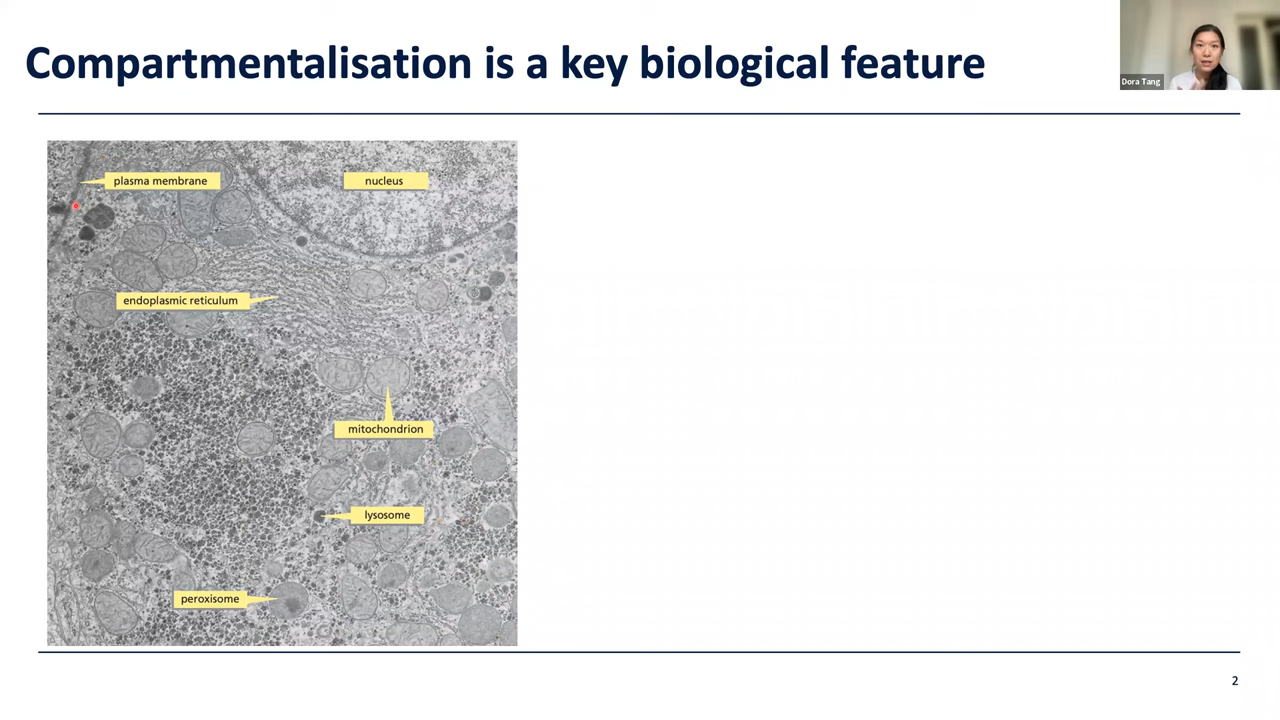 Compartmentalisation is a key biological feature
Dora Tang
plasma membrane
nucleus
endoplasmic reticulum
mitochondrion
lysosome
peroxisome
2